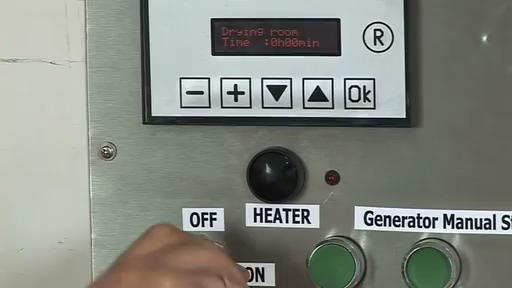 Drying room
Time :0h00min
®
- + ▼ ▲ Ok
OFF
HEATER
Generator Manual
ON